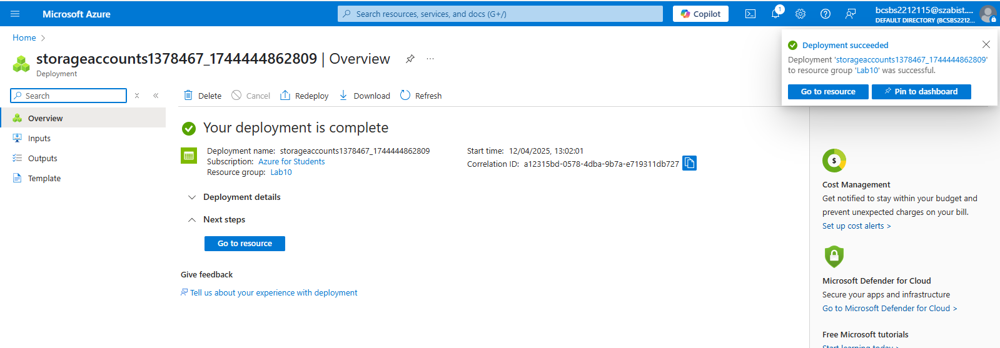 Microsoft Azure
Search resources, services, and docs (G+/)
Copilot
1
bcsbs2212115@szabist....
DEFAULT DIRECTORY (BCSBS2212...
Home
storageaccounts1378467_1744444862809 | Overview
Deployment
Search
Delete
Cancel
Redeploy
Download
Refresh
Deployment succeeded
Deployment 'storageaccounts1378467_1744444862809'
to resource group 'Lab10' was successful.
Go to resource
Pin to dashboard
Overview
Inputs
Outputs
Template
Your deployment is complete
Deployment name: storageaccounts1378467_1744444862809
Subscription: Azure for Students
Resource group: Lab10
Start time: 12/04/2025, 13:02:01
Correlation ID: a12315bd-0578-4dba-9b7a-e719311db727
Deployment details
Next steps
Go to resource
Give feedback
Tell us about your experience with deployment
$
Cost Management
Get notified to stay within your budget and
prevent unexpected charges on your bill.
Set up cost alerts >
Microsoft Defender for Cloud
Secure your apps and infrastructure
Go to Microsoft Defender for Cloud >
Free Microsoft tutorials
Start learning today >